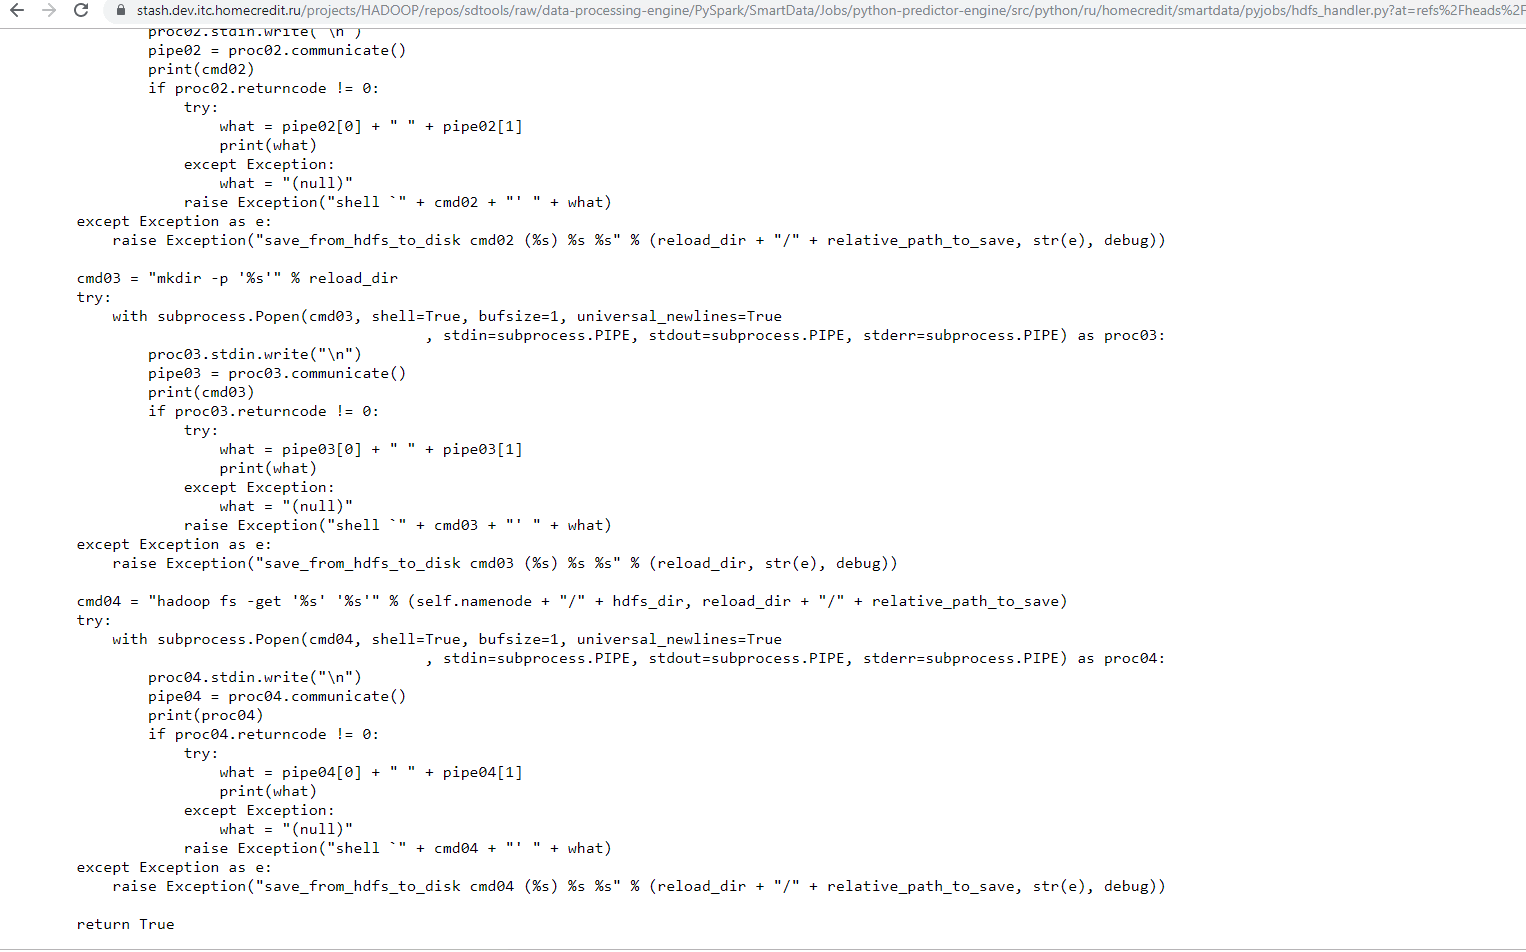 stash.dev.itc.homecredit.ru/projects/HADOOP/repos/sdtools/raw/data-processing-engine/PySpark/SmartData/Jobs/python-predictor-engine/src/python/ru/homecredit/smartdata/pyjobs/hdfs_handler.py?at=refs%2Fheads%2F
proc02.stdin.write("\n")
pipe02 = proc02.communicate()
print(cmd02)
if proc02.returncode != 0:
try:
what = pipe02[0] + " " + pipe02[1]
print(what)
except Exception:
what = "(null)"
raise Exception("shell `" + cmd02 + "' " + what)
except Exception as e:
raise Exception("save_from_hdfs_to_disk cmd02 (%s) %s %s" % (reload_dir + "/" + relative_path_to_save, str(e), debug))
cmd03 = "mkdir -p '%s'" % reload_dir
try:
with subprocess.Popen(cmd03, shell=True, bufsize=1, universal_newlines=True
, stdin=subprocess.PIPE, stdout=subprocess.PIPE, stderr=subprocess.PIPE) as proc03:
proc03.stdin.write("\n")
pipe03 = proc03.communicate()
print(cmd03)
if proc03.returncode != 0:
try:
what = pipe03[0] + " " + pipe03[1]
print(what)
except Exception:
what = "(null)"
raise Exception("shell `" + cmd03 + "' " + what)
except Exception as e:
raise Exception("save_from_hdfs_to_disk cmd03 (%s) %s %s" % (reload_dir, str(e), debug))
cmd04 = "hadoop fs -get '%s' '%s'" % (self.namenode + "/" + hdfs_dir, reload_dir + "/" + relative_path_to_save)
try:
with subprocess.Popen(cmd04, shell=True, bufsize=1, universal_newlines=True
, stdin=subprocess.PIPE, stdout=subprocess.PIPE, stderr=subprocess.PIPE) as proc04:
proc04.stdin.write("\n")
pipe04 = proc04.communicate()
print(proc04)
if proc04.returncode != 0:
try:
what = pipe04[0] + " " + pipe04[1]
print(what)
except Exception:
what = "(null)"
raise Exception("shell `" + cmd04 + "' " + what)
except Exception as e:
raise Exception("save_from_hdfs_to_disk cmd04 (%s) %s %s" % (reload_dir + "/" + relative_path_to_save, str(e), debug))
return True